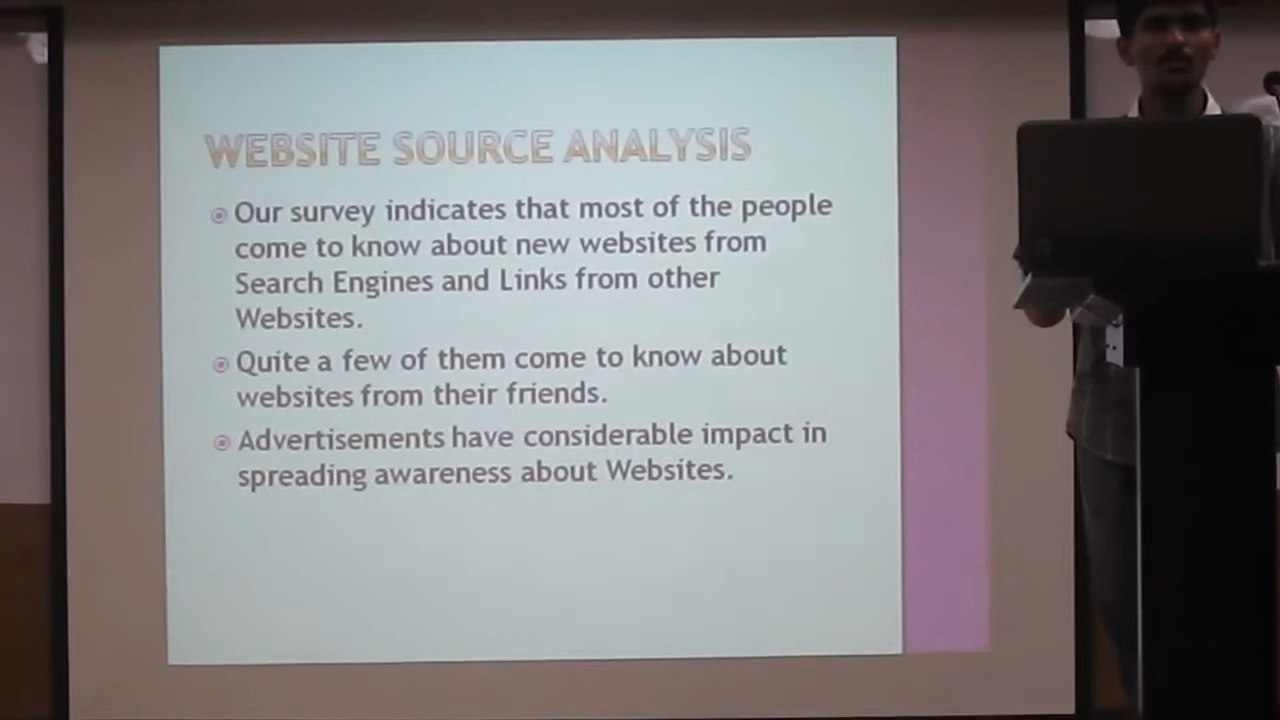 WEBSITE SOURCE ANALYSIS
Our survey indicates that most of the people
come to know about new websites from
Search Engines and Links from other
Websites.
Quite a few of them come to know about
websites from their friends.
Advertisements have considerable impact in
spreading awareness about Websites.